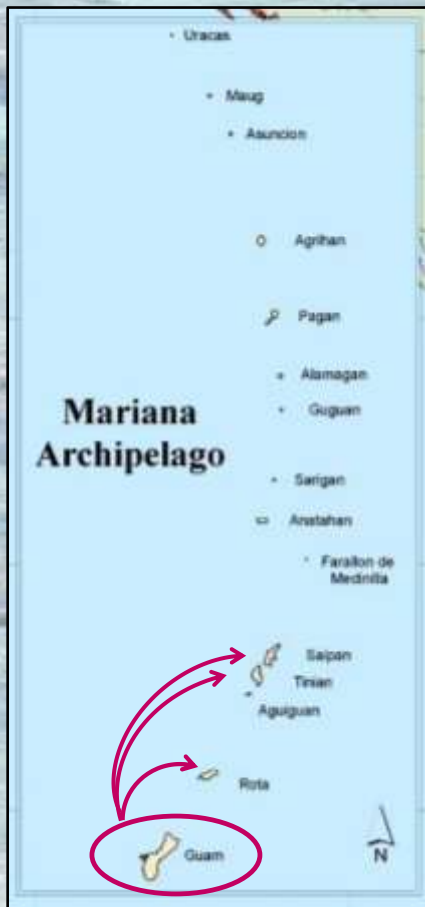 Uracas
Maug
Asuncion
Agrihan
Pagan
Alamagan
Guguan
Mariana
Archipelago
Sarigan
Anatahan
Farallon de
Medinilla
Saipan
Tinian
Aguiguan
Rota
Guam
N